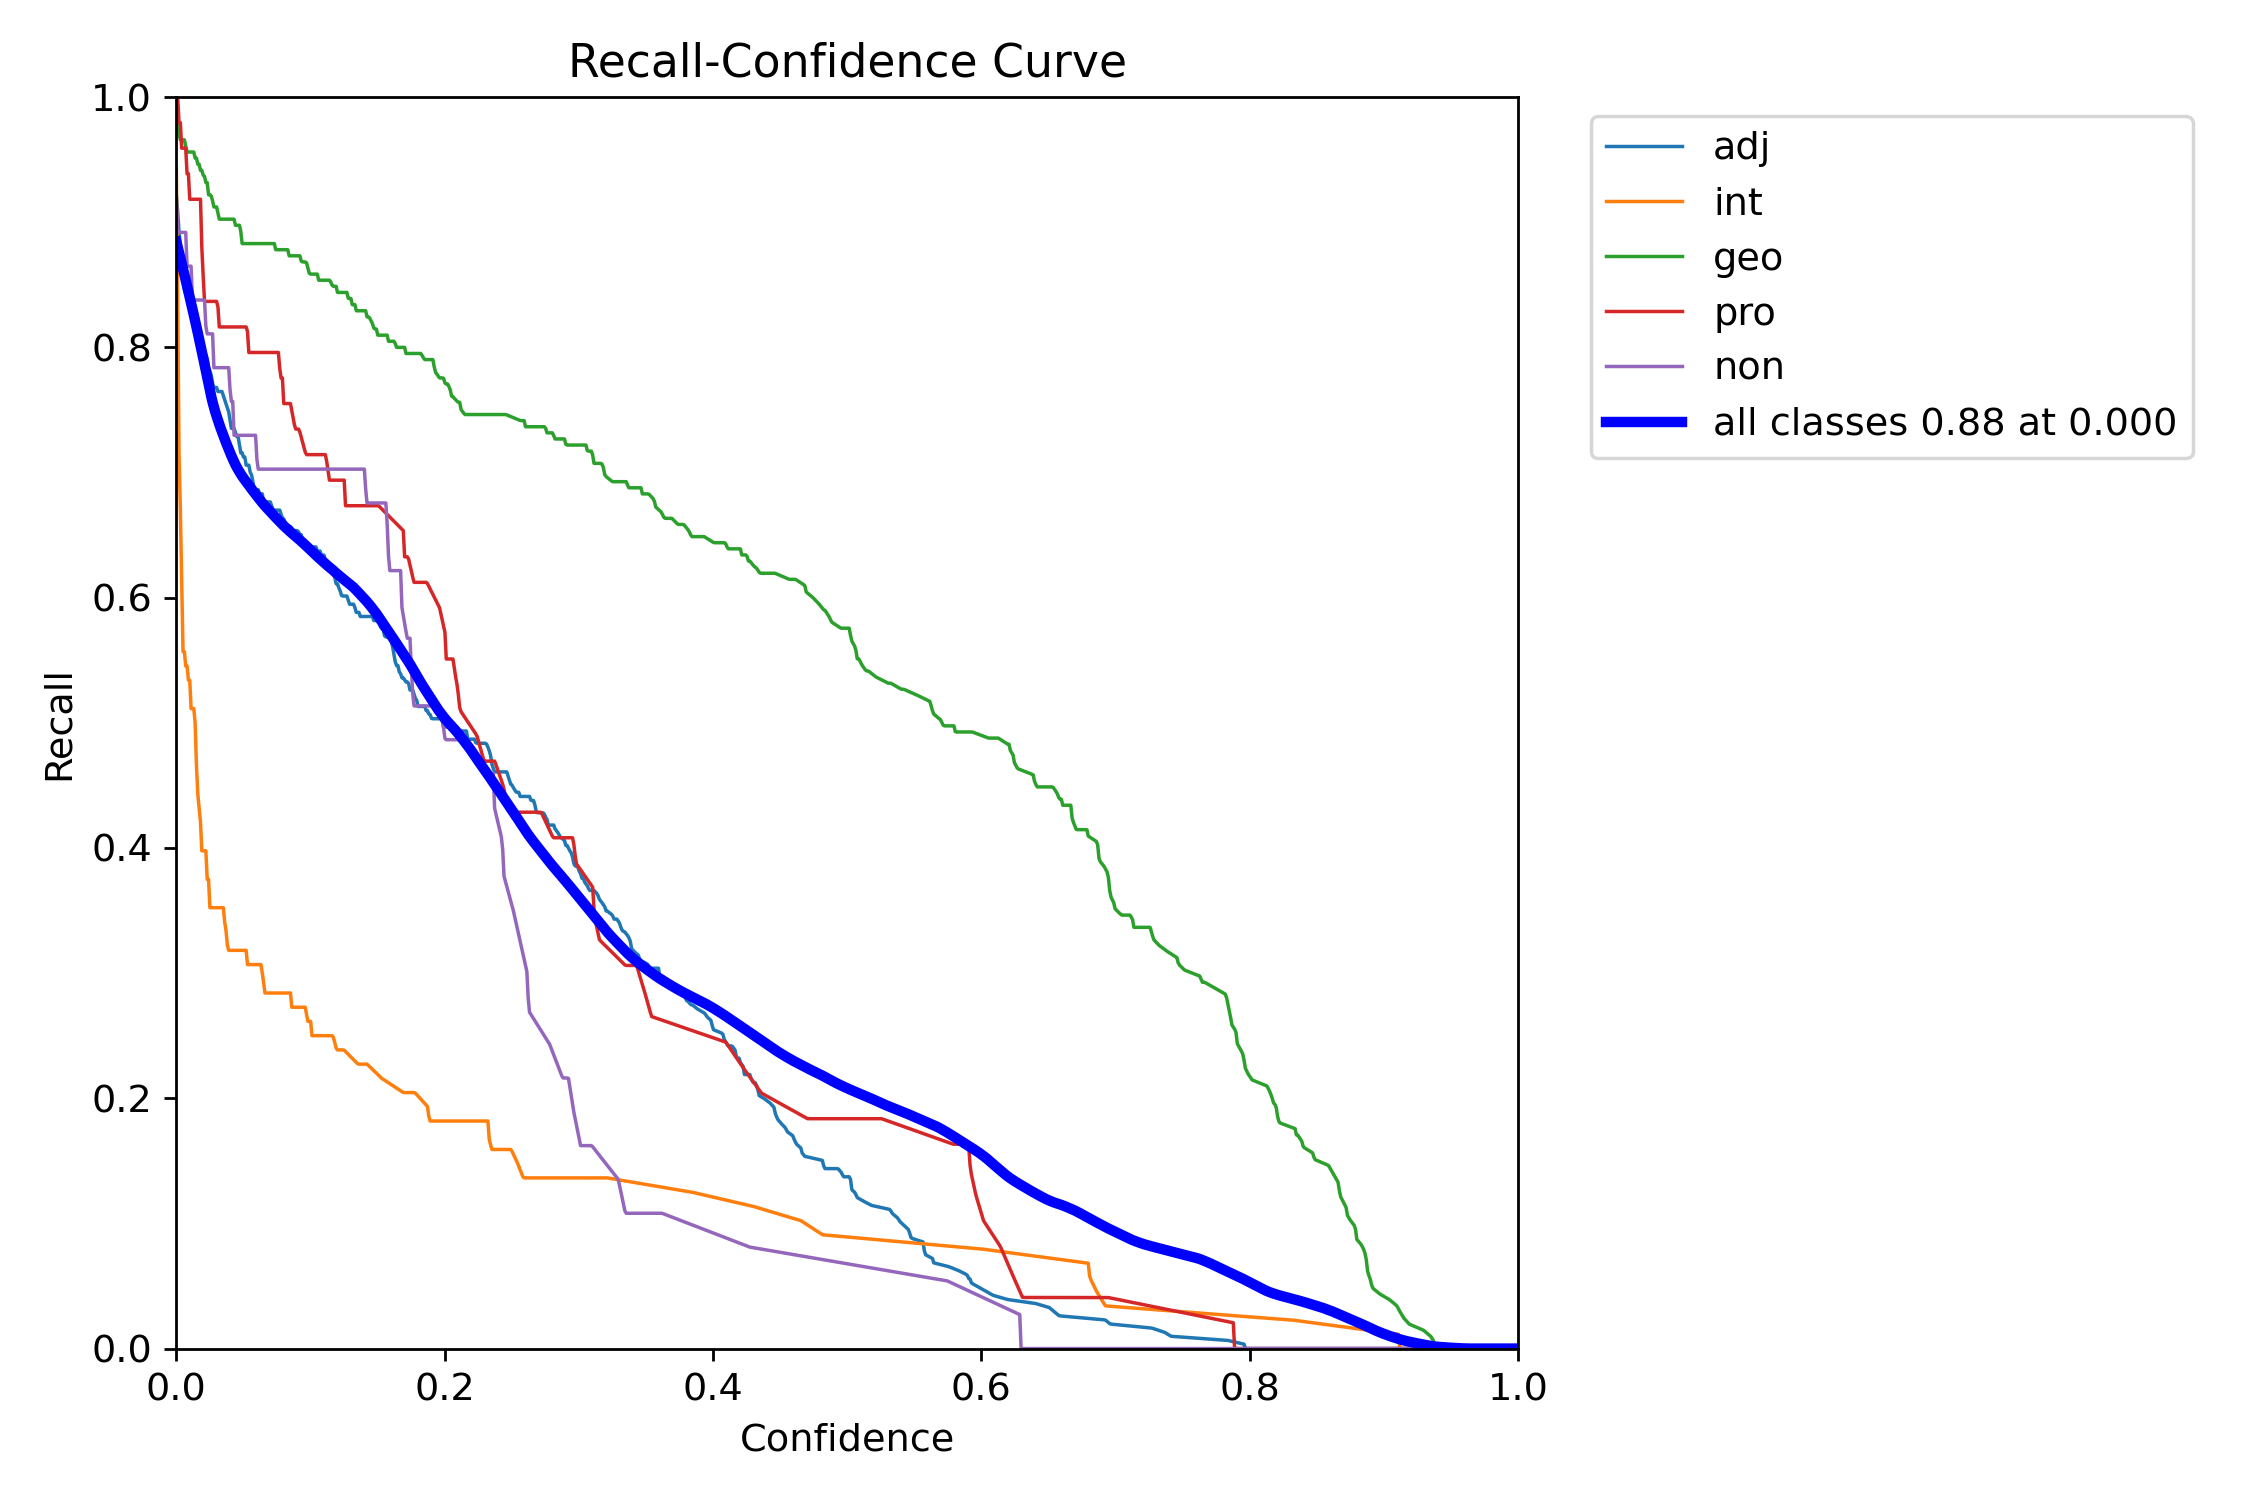 Recall-Confidence Curve
1.0
0.8
0.6
0.4
0.2
0.0
Recall
0.0 0.2 0.4 0.6 0.8 1.0
Confidence
adj
int
geo
pro
non
all classes 0.88 at 0.000